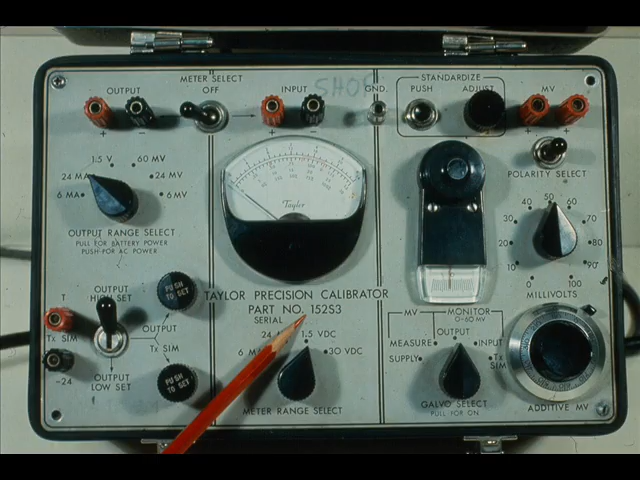 METER SELECT
OUTPUT
OFF
INPUT
SHOP
GND.
STANDARDIZE
PUSH
ADJUST
MV
+
-
+
-
+
+
POLARITY SELECT
1.5 V
60 MV
24 MA
24 MV
6 MA
6 MV
OUTPUT RANGE SELECT
PULL FOR BATTERY POWER
PUSH FOR AC POWER
Taylor
50
40
60
30
70
20
80
10
90
0
100
MILLIVOLTS
OUTPUT
HIGH SET
PUSH
TO SET
T
Tx SIM
OUTPUT
Tx SIM
-24
OUTPUT
LOW SET
PUSH
TO SET
TAYLOR PRECISION CALIBRATOR
PART NO. 152S3
SERIAL
24
1.5 VDC
6 MA
30 VDC
METER RANGE SELECT
MV
MONITOR
0-60 MV
OUTPUT
MEASURE
INPUT
SUPPLY
Tx
SIM
GALVO SELECT
PULL FOR ON
ADDITIVE MV